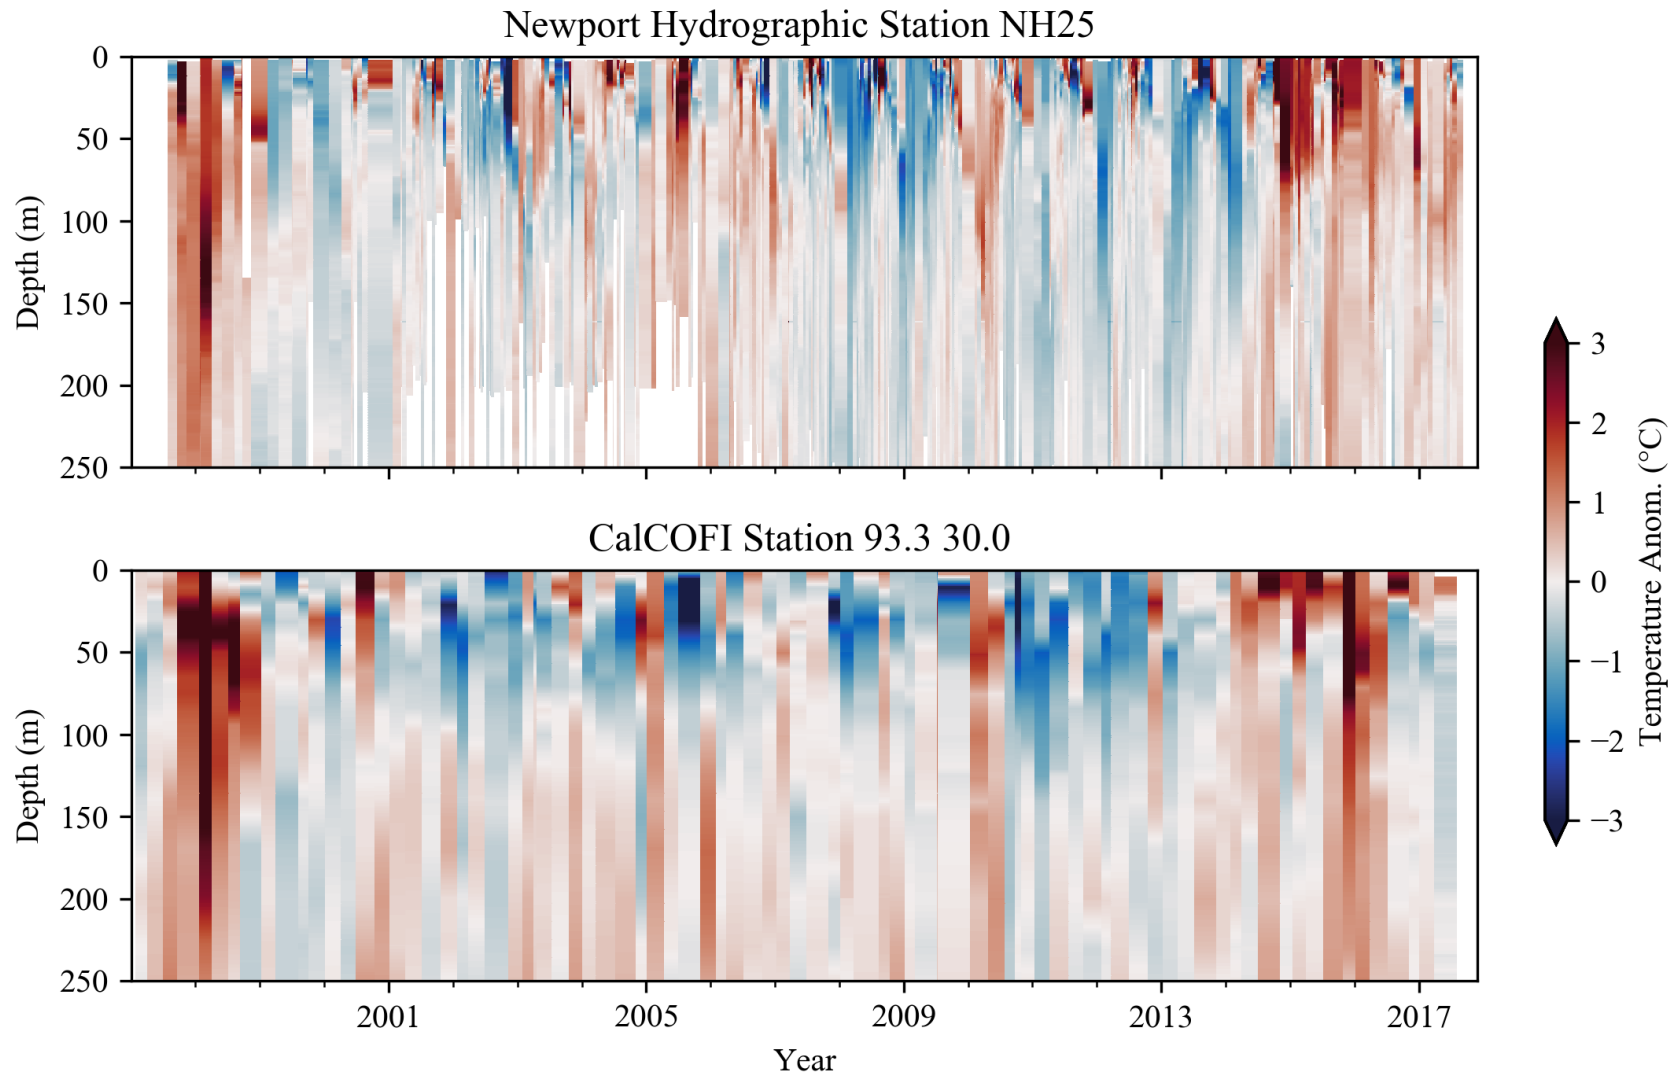 Newport Hydrographic Station NH25
0
50
100
150
200
250
Depth (m)
CalCOFI Station 93.3 30.0
0
50
100
150
200
250
Depth (m)
2001 2005 2009 2013 2017
Year
3
2
1
0
−1
−2
−3
Temperature Anom. (°C)